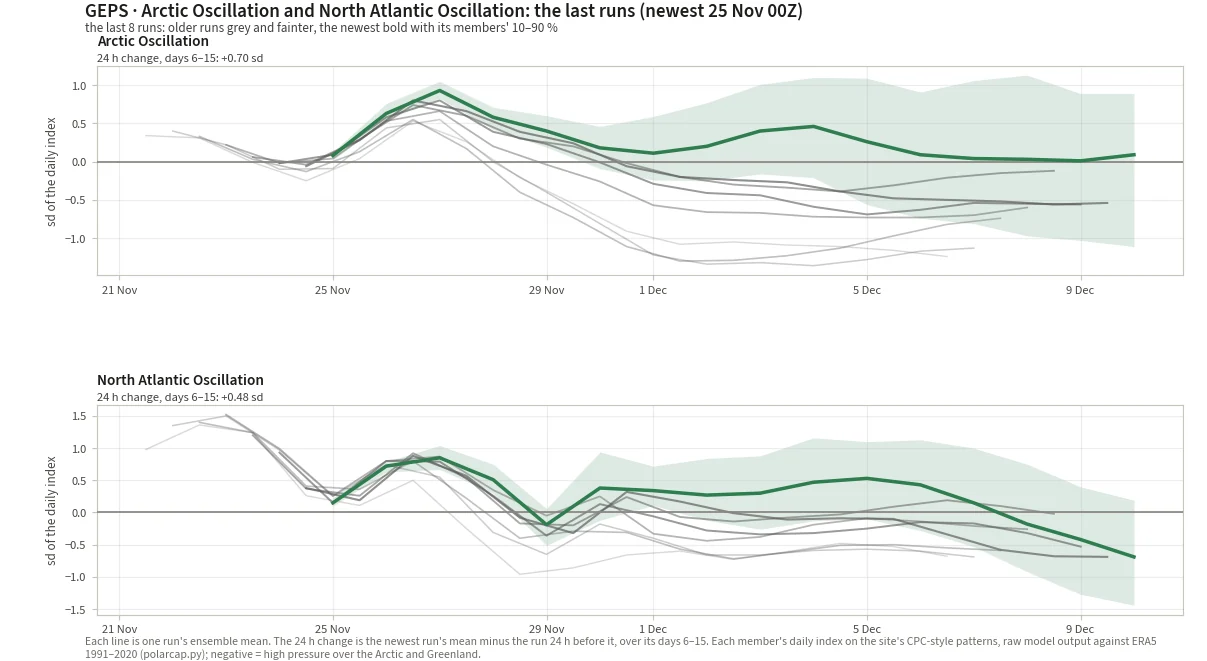 GEPS · Arctic Oscillation and North Atlantic Oscillation: the last runs (newest 25 Nov 00Z)
the last 8 runs: older runs grey and fainter, the newest bold with its members' 10–90 %
Arctic Oscillation
24 h change, days 6–15: +0.70 sd
1.0
0.5
0.0
−0.5
−1.0
sd of the daily index
21 Nov 25 Nov 29 Nov 1 Dec 5 Dec 9 Dec
North Atlantic Oscillation
24 h change, days 6–15: +0.48 sd
1.5
1.0
0.5
0.0
−0.5
−1.0
−1.5
sd of the daily index
21 Nov 25 Nov 29 Nov 1 Dec 5 Dec 9 Dec
Each line is one run's ensemble mean. The 24 h change is the newest run's mean minus the run 24 h before it, over its days 6–15. Each member's daily index on the site's CPC-style patterns, raw model output against ERA5
1991–2020 (polarcap.py); negative = high pressure over the Arctic and Greenland.